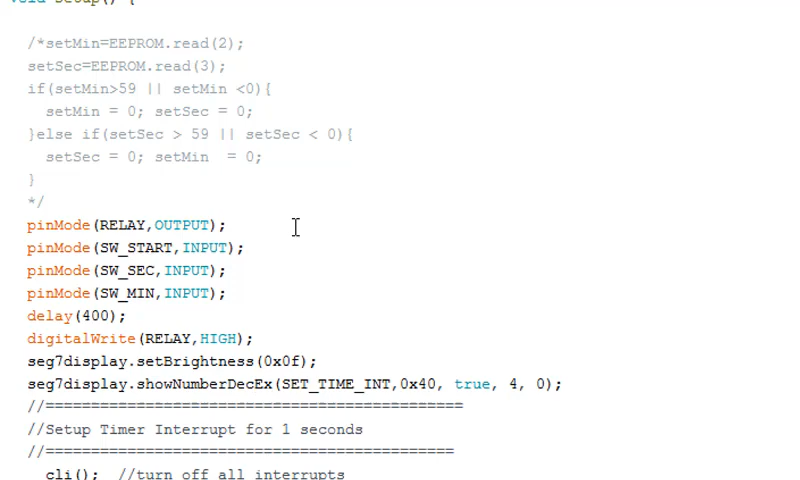 void setup() {
/*setMin=EEPROM.read(2);
setSec=EEPROM.read(3);
if(setMin>59 || setMin <0){
setMin = 0; setSec = 0;
}else if(setSec > 59 || setSec < 0){
setSec = 0; setMin  = 0;
}
*/
pinMode(RELAY,OUTPUT);
pinMode(SW_START,INPUT);
pinMode(SW_SEC,INPUT);
pinMode(SW_MIN,INPUT);
delay(400);
digitalWrite(RELAY,HIGH);
seg7display.setBrightness(0x0f);
seg7display.showNumberDecEx(SET_TIME_INT,0x40, true, 4, 0);
//==============================================
//Setup Timer Interrupt for 1 seconds
//=============================================
cli();  //turn off all interrupts